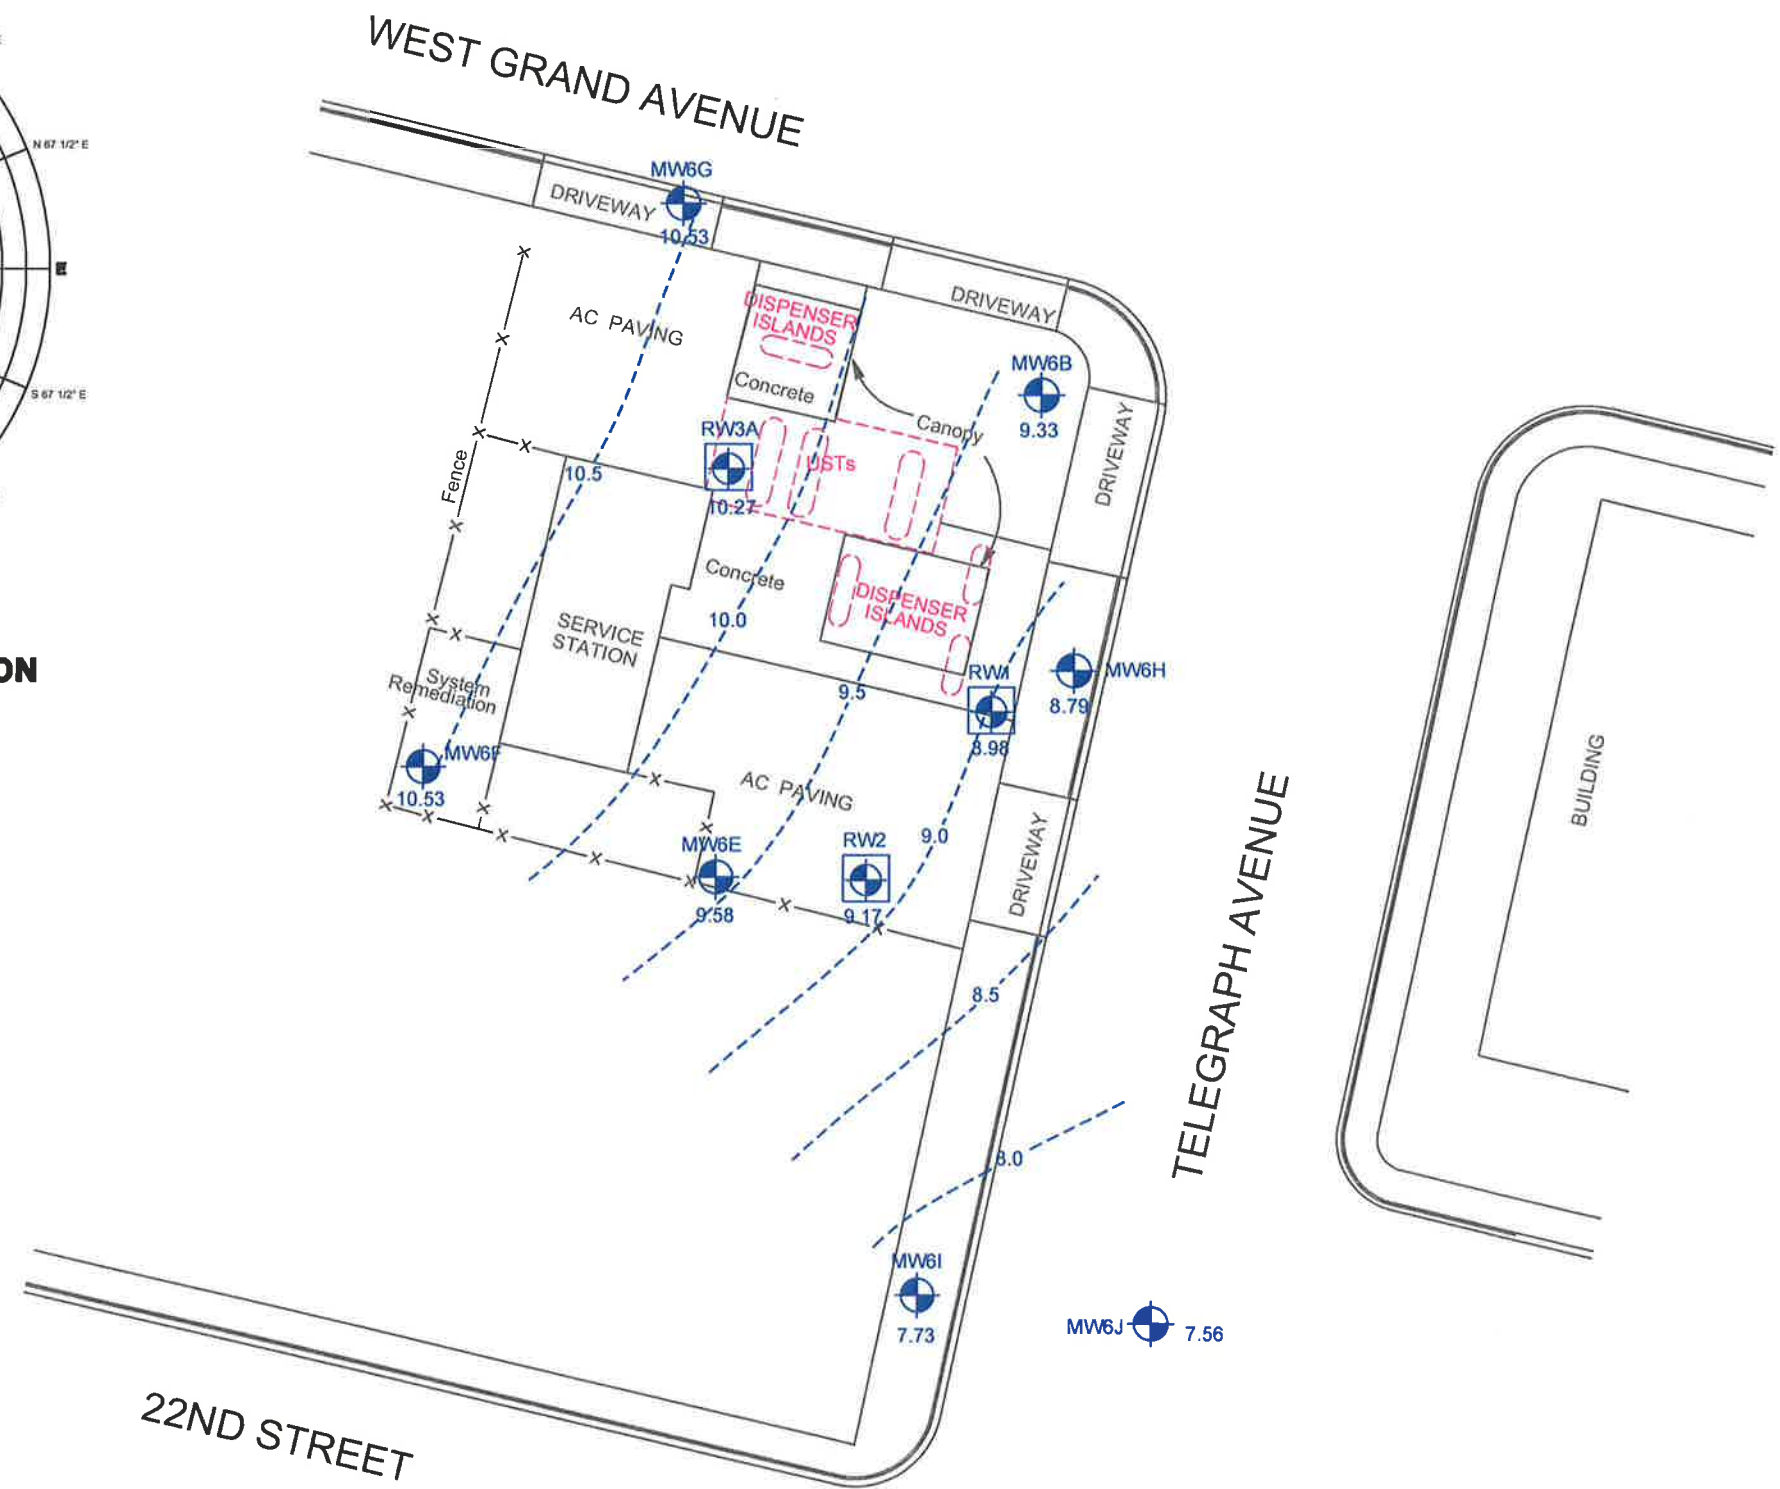 WEST GRAND AVENUE
N 67 1/2° E
S 67 1/2° E
ON
MW6G
10.53
DRIVEWAY
DRIVEWAY
AC PAVING
DISPENSER
ISLANDS
Concrete
MW6B
9.33
Canopy
DRIVEWAY
RW3A
10.27
USTs
10.5
Fence
Concrete
10.0
DISPENSER
ISLANDS
SERVICE
STATION
9.5
RW1
8.98
MW6H
8.79
System
Remediation
MW6F
10.53
AC PAVING
9.0
MW6E
9.58
RW2
9.17
DRIVEWAY
BUILDING
TELEGRAPH AVENUE
8.5
8.0
MW6I
7.73
MW6J
7.56
22ND STREET